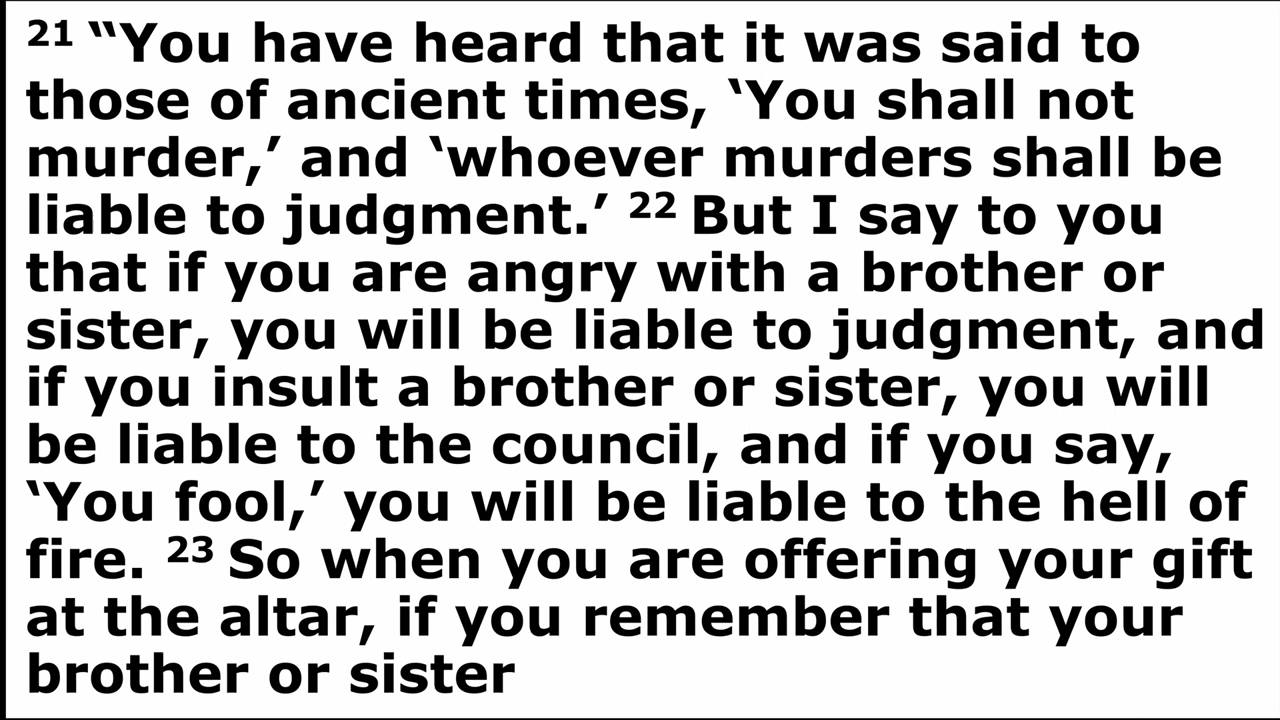 21 “You have heard that it was said to
those of ancient times, ‘You shall not
murder,’ and ‘whoever murders shall be
liable to judgment.’ 22 But I say to you
that if you are angry with a brother or
sister, you will be liable to judgment, and
if you insult a brother or sister, you will
be liable to the council, and if you say,
‘You fool,’ you will be liable to the hell of
fire. 23 So when you are offering your gift
at the altar, if you remember that your
brother or sister